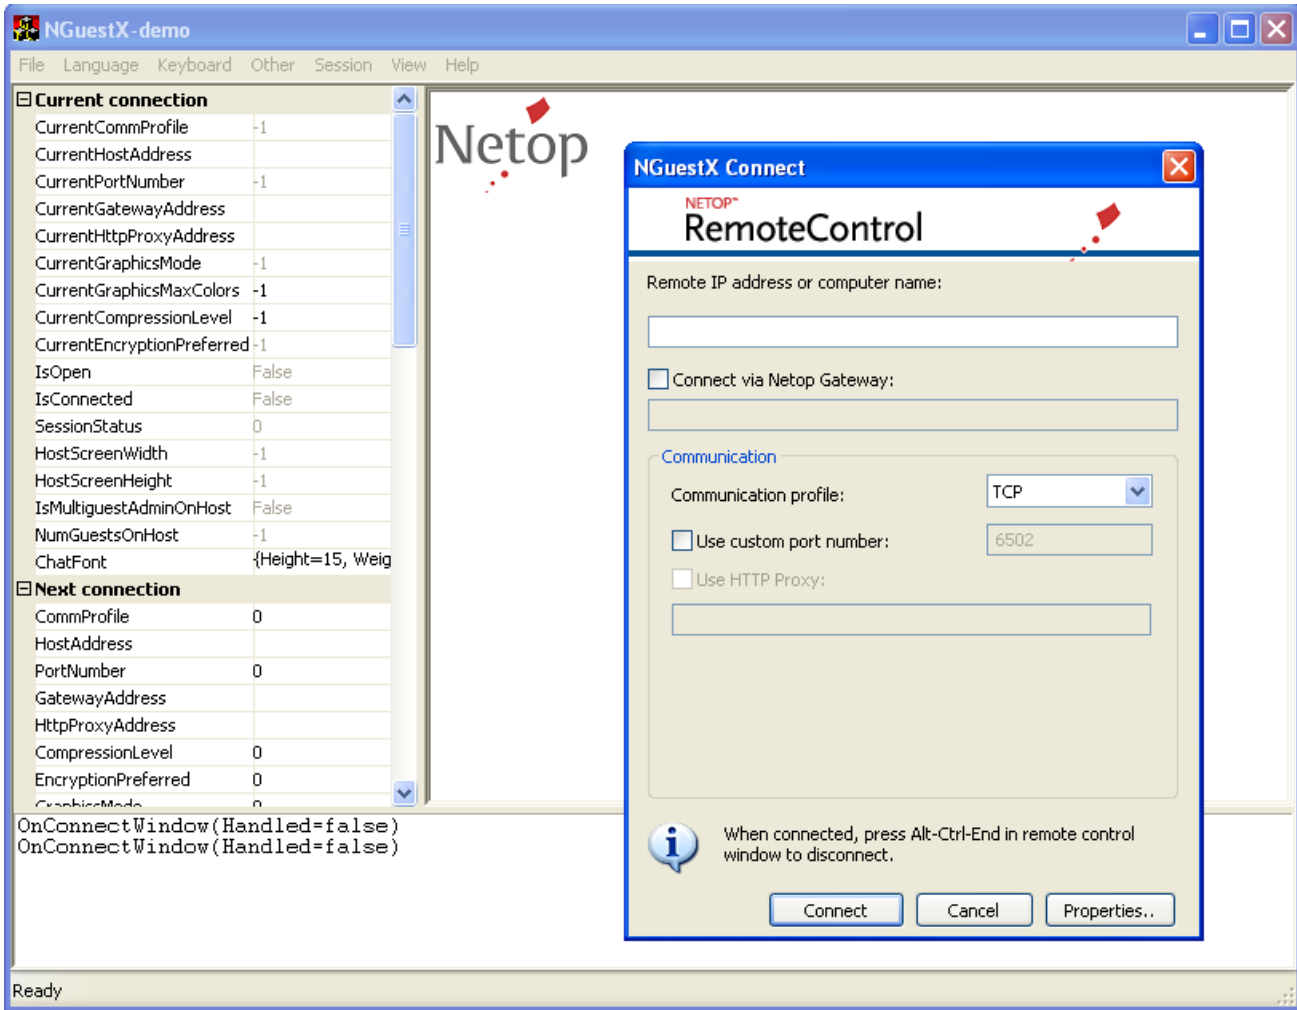 NGuestX-demo
File Language Keyboard Other Session View Help
Current connection
CurrentCommProfile -1
CurrentHostAddress
CurrentPortNumber -1
CurrentGatewayAddress
CurrentHttpProxyAddress
CurrentGraphicsMode -1
CurrentGraphicsMaxColors -1
CurrentCompressionLevel -1
CurrentEncryptionPreferred -1
IsOpen False
IsConnected False
SessionStatus 0
HostScreenWidth -1
HostScreenHeight -1
IsMultiguestAdminOnHost False
NumGuestsOnHost -1
ChatFont {Height=15, Weig
Next connection
CommProfile 0
HostAddress
PortNumber 0
GatewayAddress
HttpProxyAddress
CompressionLevel 0
EncryptionPreferred 0
GraphicsMode 0
Netop
NGuestX Connect
NETOP™
RemoteControl
Remote IP address or computer name:
Connect via Netop Gateway:
Communication
Communication profile: TCP
Use custom port number: 6502
Use HTTP Proxy:
When connected, press Alt-Ctrl-End in remote control
window to disconnect.
Connect Cancel Properties..
OnConnectWindow(Handled=false)
OnConnectWindow(Handled=false)
Ready